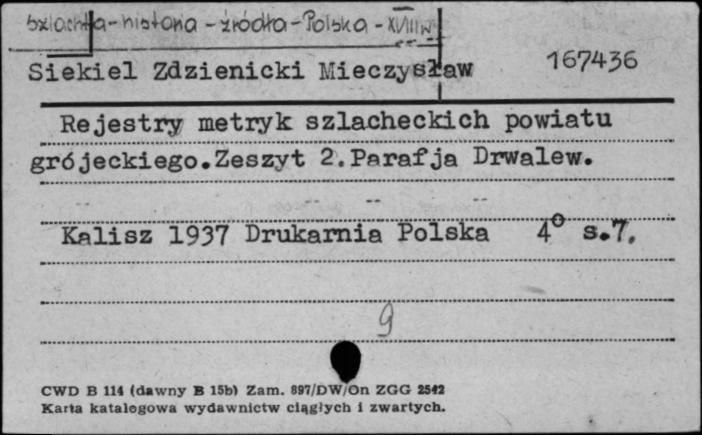 szlachta - historia - źródła - Polska - XVIII w
Siekiel Zdzienicki Mieczysław 167436
Rejestry metryk szlacheckich powiatu
grójeckiego.Zeszyt 2.Parafja Drwalew.
Kalisz 1937 Drukarnia Polska 4° s.7.
9
CWD B 114 (dawny B 15b) Zam. 897/DW/On ZGG 2542
Karta katalogowa wydawnictw ciągłych i zwartych.